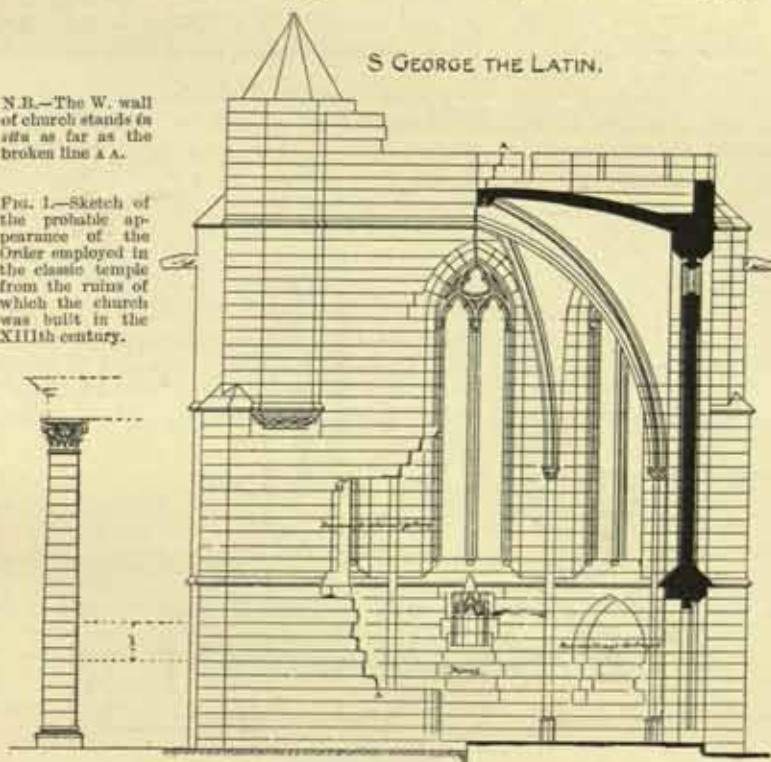 S GEORGE THE LATIN.
N.B.—The W. wall
of church stands in
situ as far as the
broken line A A.
FIG. 1.—Sketch of
the probable ap-
pearance of the
Order employed in
the classic temple
from the ruins of
which the church
was built in the
XIIIth century.
A
A